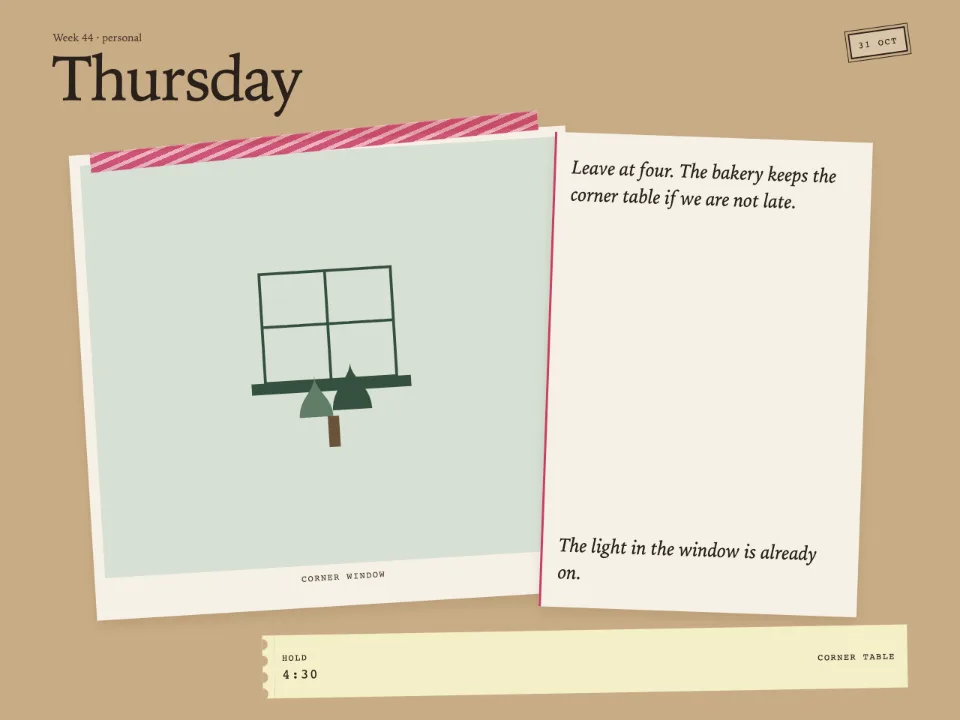 Week 44 · personal
Thursday
31 OCT
Leave at four. The bakery keeps the
corner table if we are not late.
The light in the window is already
on.
CORNER WINDOW
HOLD
4:30
CORNER TABLE